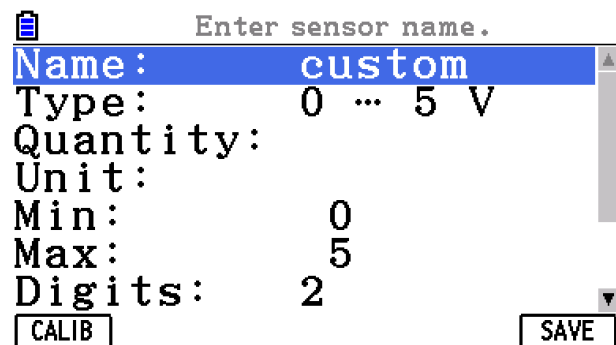 Enter sensor name.
Name: custom
Type: 0 … 5 V
Quantity:
Unit:
Min: 0
Max: 5
Digits: 2
CALIB SAVE